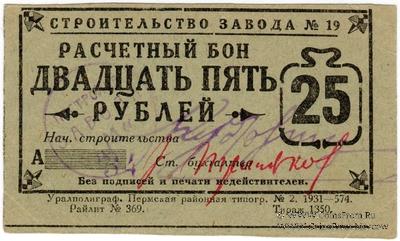 СТРОИТЕЛЬСТВО ЗАВОДА № 19
РАСЧЕТНЫЙ БОН
ДВАДЦАТЬ ПЯТЬ
РУБЛЕЙ
25
Нач. строительства
А
Ст. бухгалтер
Без подписей и печати недействителен.
Уралполиграф. Пермская районная типогр. № 2. 1931—574.
Райлит № 369. Тираж 1350.